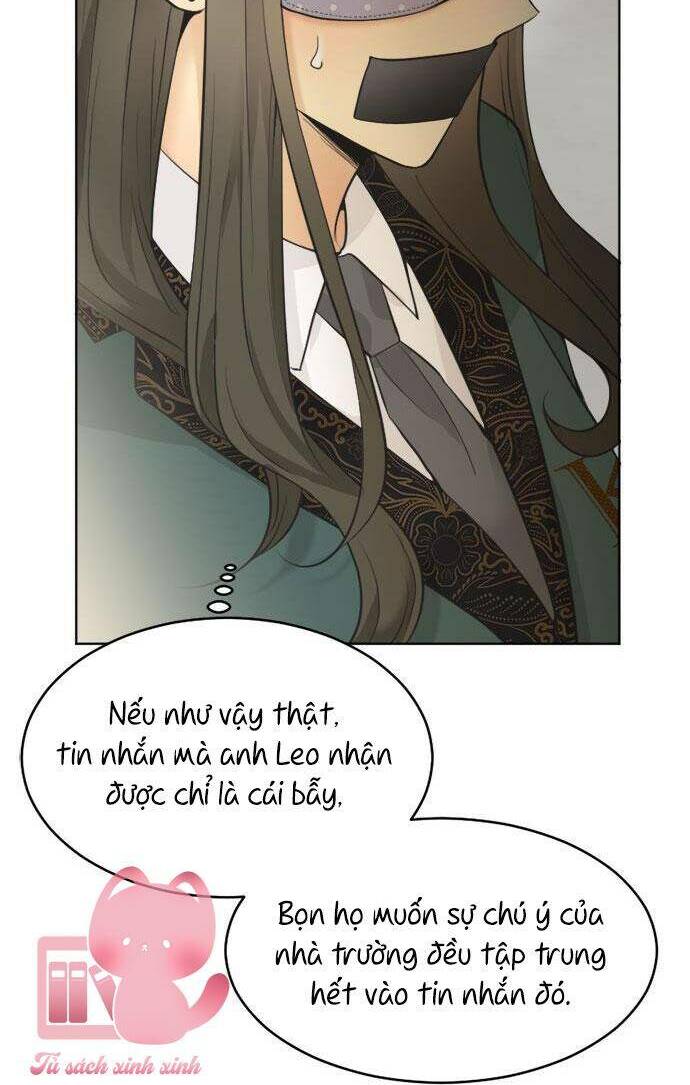 Nếu như vậy thật,
tin nhắn mà anh Leo nhận
được chỉ là cái bẫy.
Bọn họ muốn sự chú ý của
nhà trường đều tập trung
hết vào tin nhắn đó.
Tủ sách xinh xinh